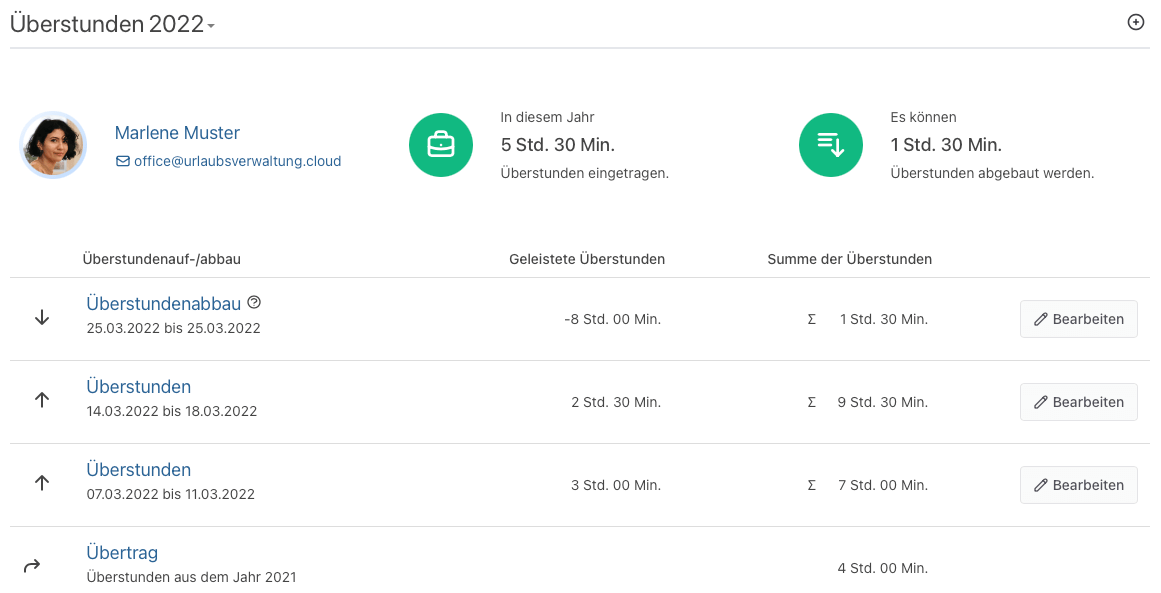 Überstunden 2022
Marlene Muster
office@urlaubsverwaltung.cloud
In diesem Jahr
5 Std. 30 Min.
Überstunden eingetragen.
Es können
1 Std. 30 Min.
Überstunden abgebaut werden.
Überstundenauf-/abbau Geleistete Überstunden Summe der Überstunden
Überstundenabbau
25.03.2022 bis 25.03.2022
-8 Std. 00 Min. Σ 1 Std. 30 Min. Bearbeiten
Überstunden
14.03.2022 bis 18.03.2022
2 Std. 30 Min. Σ 9 Std. 30 Min. Bearbeiten
Überstunden
07.03.2022 bis 11.03.2022
3 Std. 00 Min. Σ 7 Std. 00 Min. Bearbeiten
Übertrag
Überstunden aus dem Jahr 2021
4 Std. 00 Min.